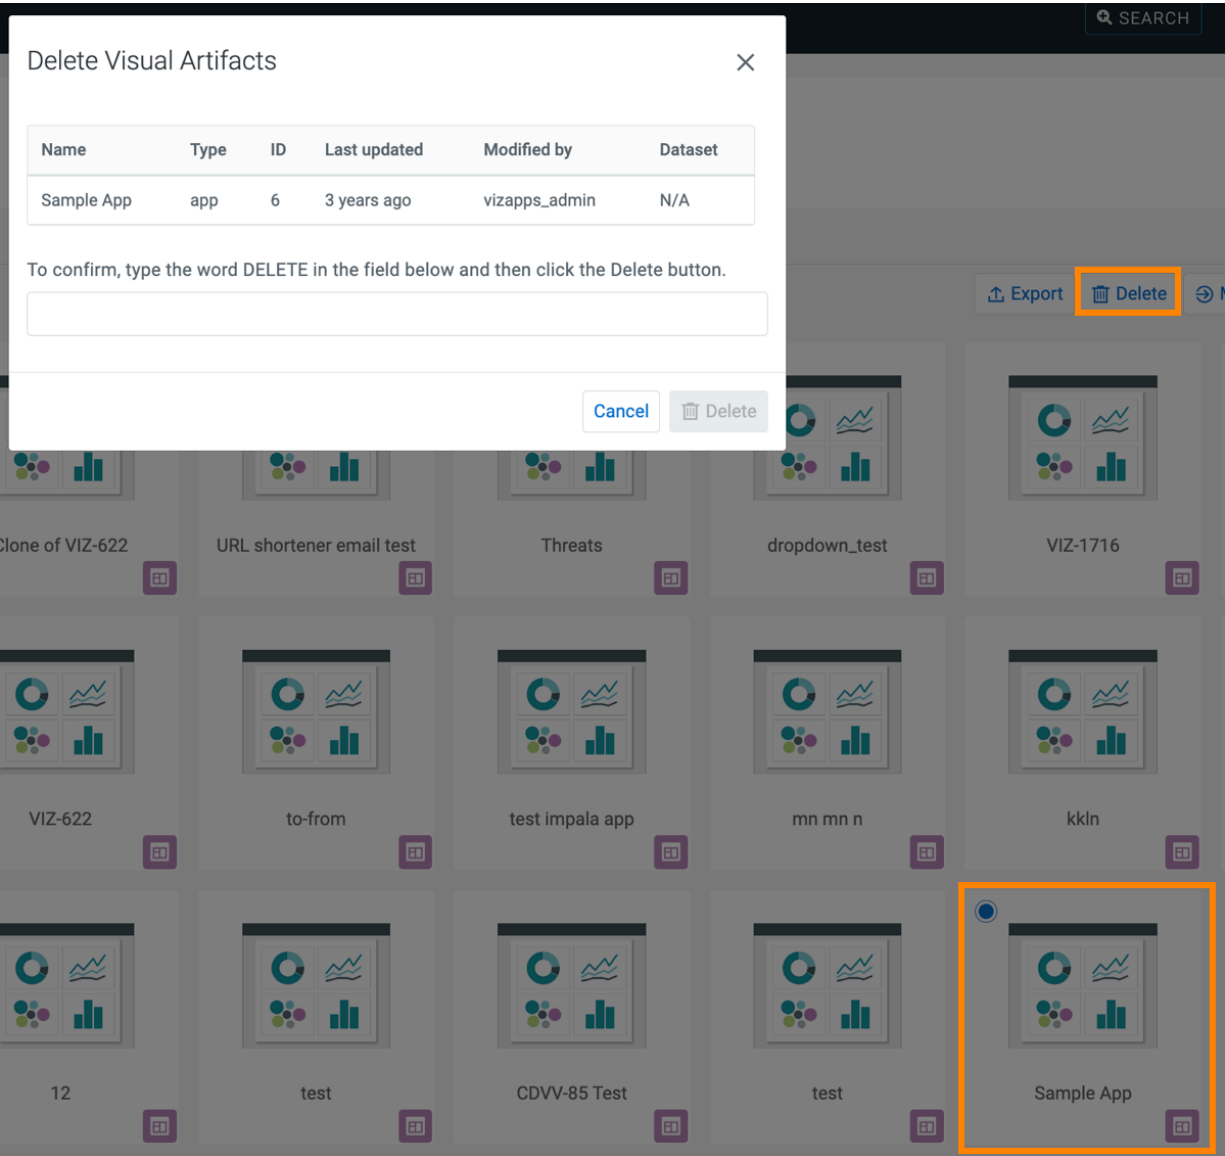 SEARCH
Delete Visual Artifacts
Name Type ID Last updated Modified by Dataset
Sample App app 6 3 years ago vizapps_admin N/A
To confirm, type the word DELETE in the field below and then click the Delete button.
Cancel Delete
Export Delete
Clone of VIZ-622 URL shortener email test Threats dropdown_test VIZ-1716
VIZ-622 to-from test impala app mn mn n kkln
12 test CDVV-85 Test test Sample App